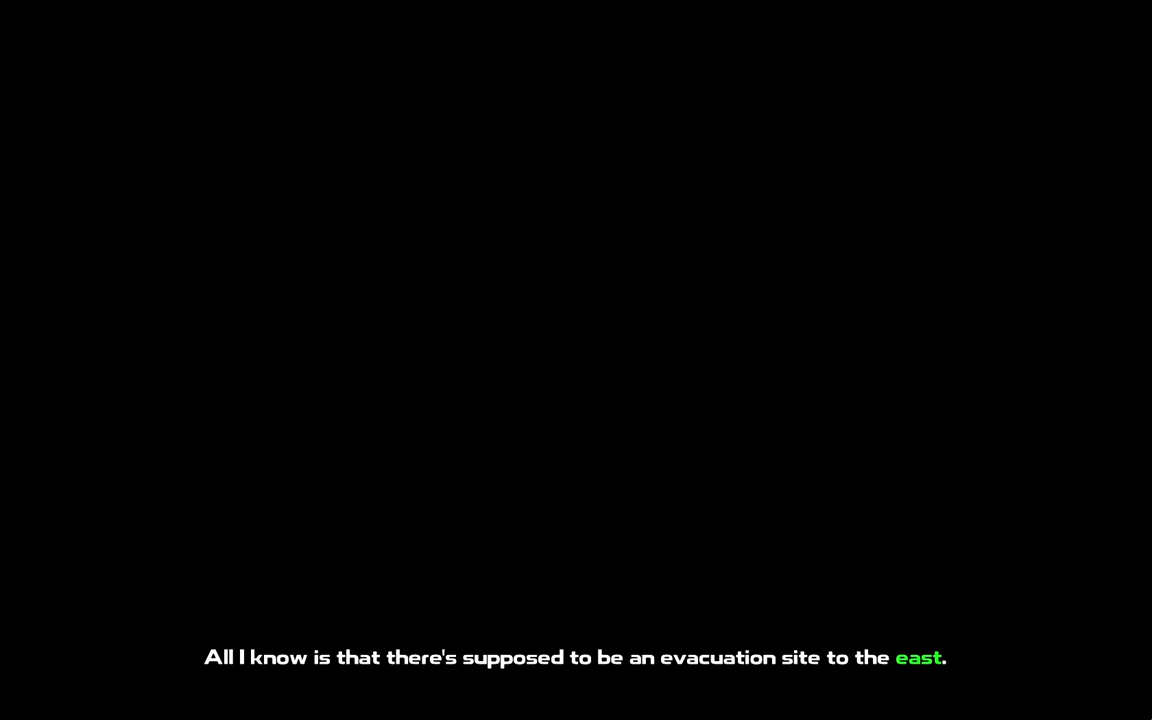 All I know is that there's supposed to be an evacuation site to the east.